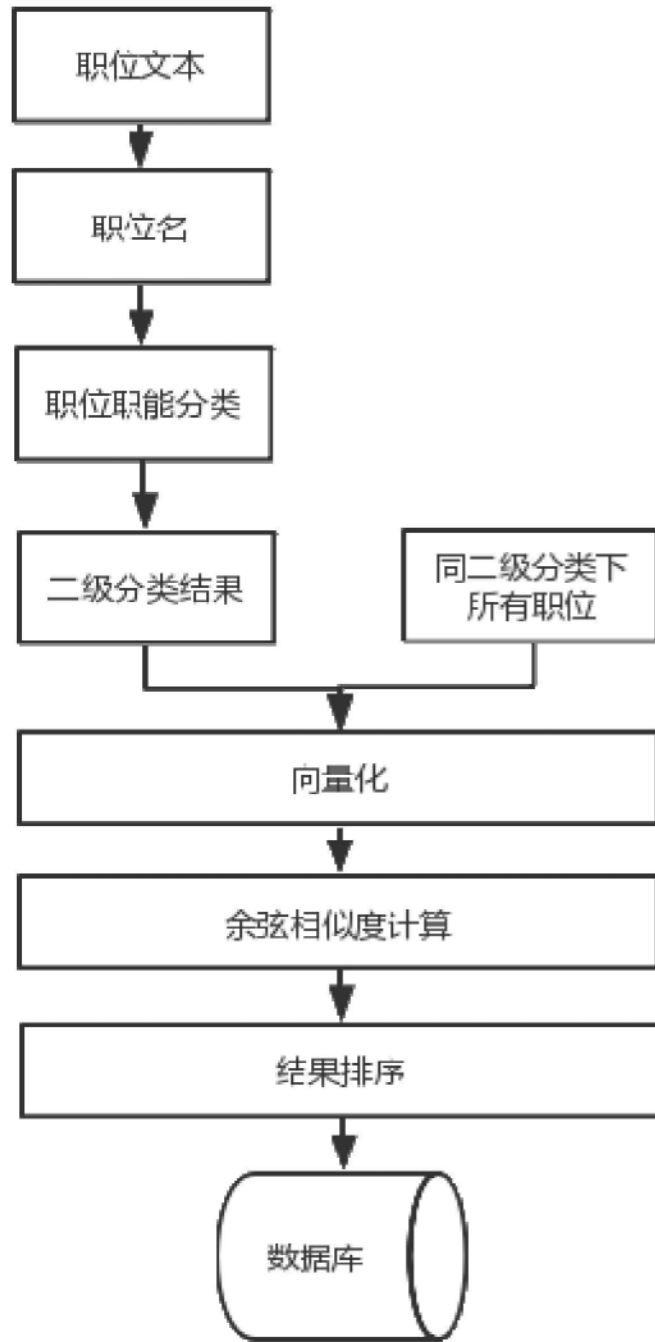 职位文本
职位名
职位职能分类
二级分类结果
同二级分类下
所有职位
向量化
余弦相似度计算
结果排序
数据库